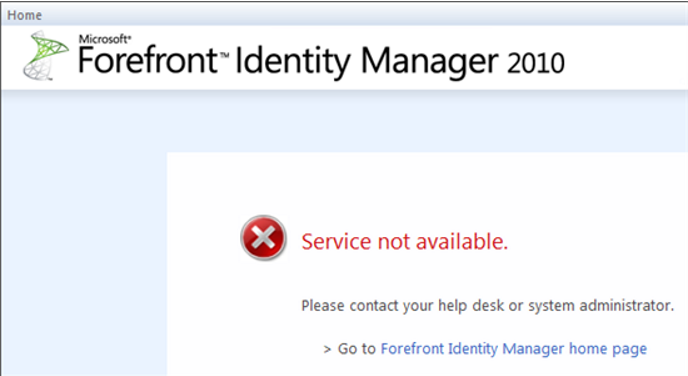 Home
Microsoft®
Forefront™ Identity Manager 2010
Service not available.
Please contact your help desk or system administrator.
> Go to Forefront Identity Manager home page